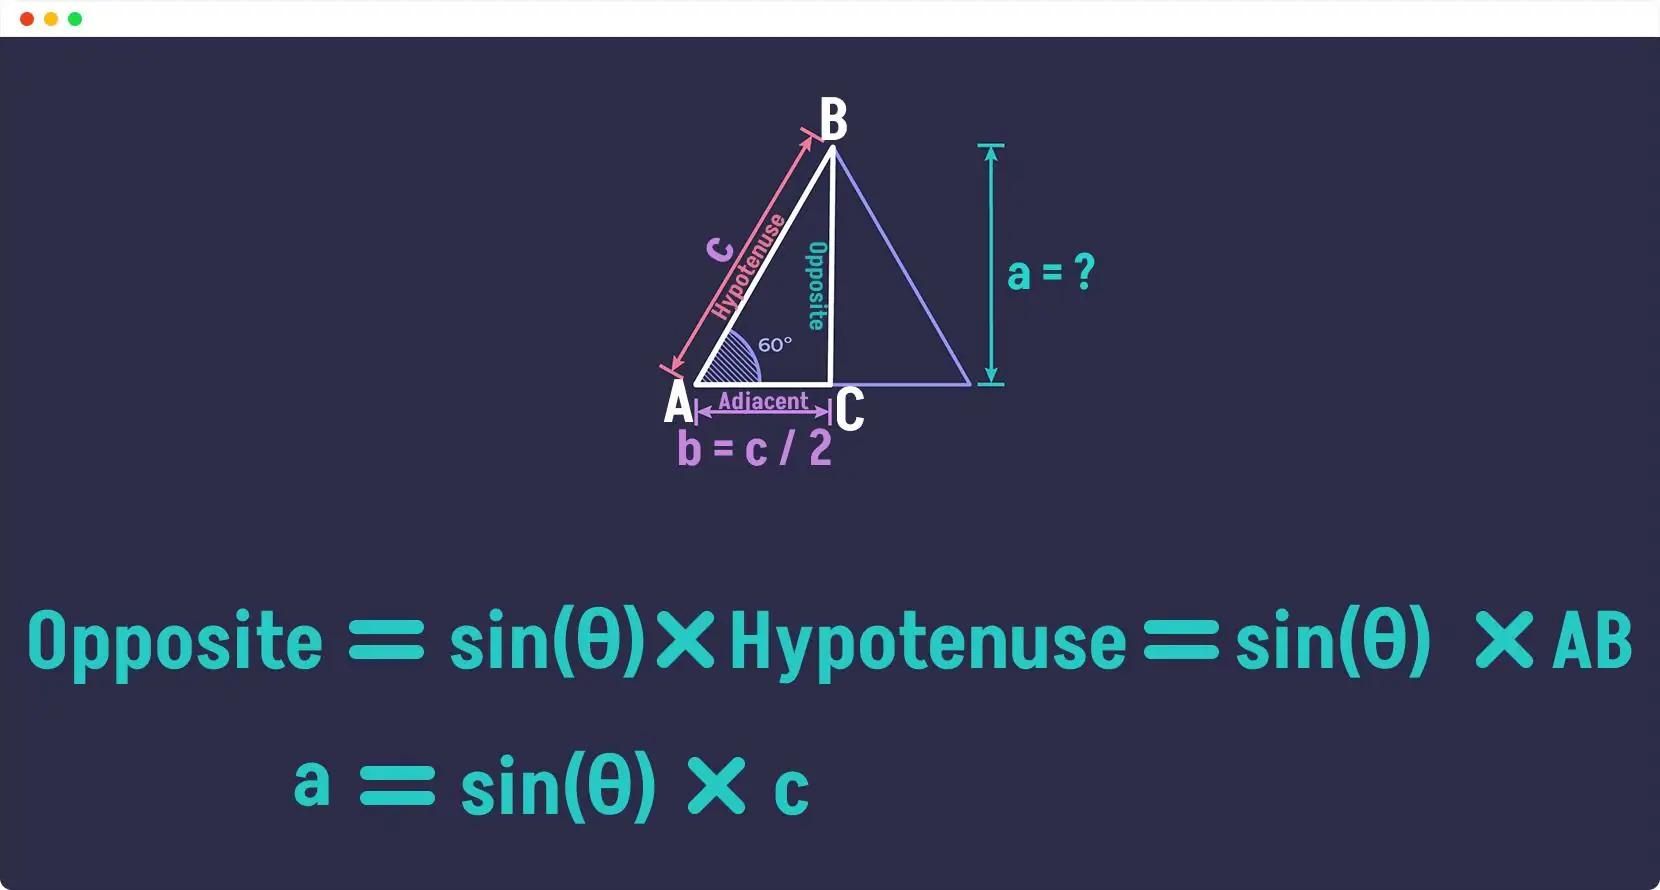 B
c
Hypotenuse
Opposite
a = ?
60°
A
Adjacent
C
b = c / 2
Opposite = sin(θ) × Hypotenuse = sin(θ) × AB
a = sin(θ) × c